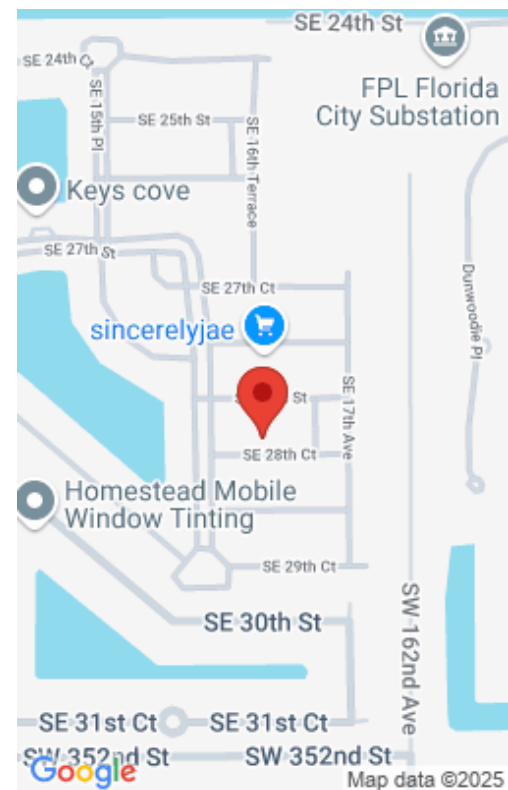 SE 24th St
SE 24th
FPL Florida
City Substation
SE 15th Pl
SE 25th St
SE 16th Terrace
Keys cove
SE 27th St
SE 27th Ct
Dunwoodie Pl
sincerelyjae
St
SE 17th Ave
SE 28th Ct
Homestead Mobile
Window Tinting
SE 29th Ct
SW 162nd Ave
SE 30th St
SE 31st Ct
SE 31st Ct
SW 352nd St
SW 352nd St
Google
Map data ©2025